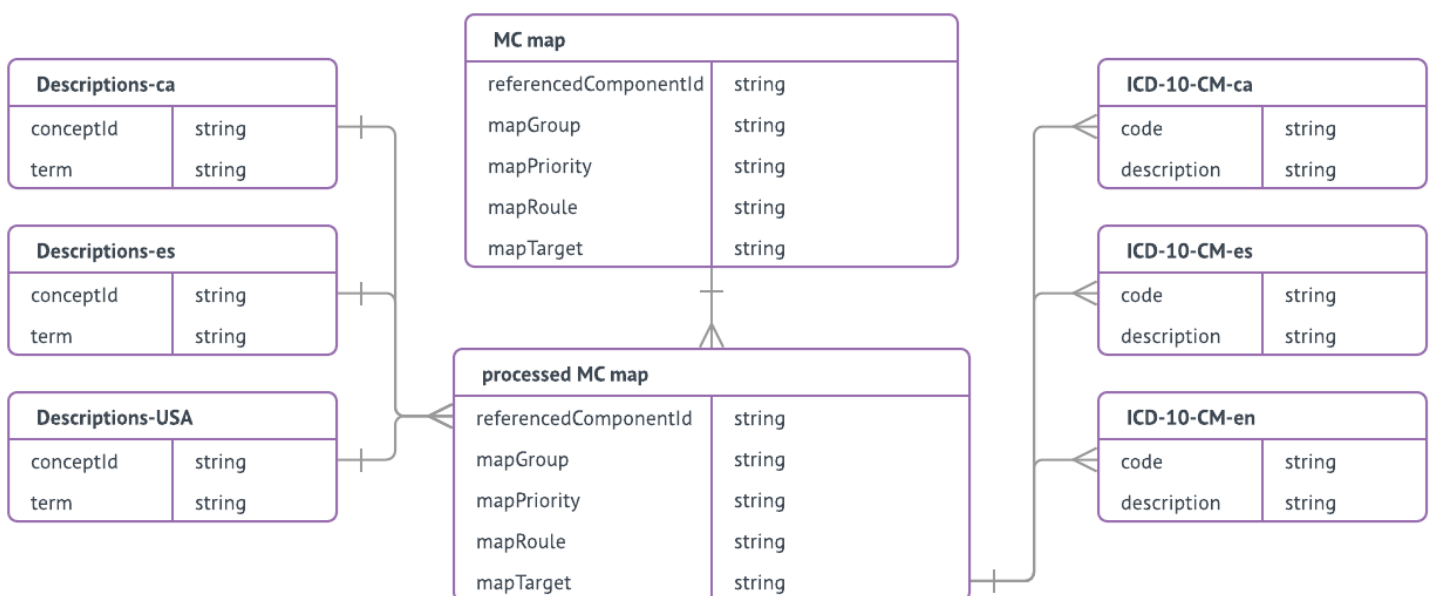 MC map
referencedComponentId string
mapGroup string
mapPriority string
mapRoule string
mapTarget string
Descriptions-ca
conceptId string
term string
Descriptions-es
conceptId string
term string
Descriptions-USA
conceptId string
term string
processed MC map
referencedComponentId string
mapGroup string
mapPriority string
mapRoule string
mapTarget string
ICD-10-CM-ca
code string
description string
ICD-10-CM-es
code string
description string
ICD-10-CM-en
code string
description string